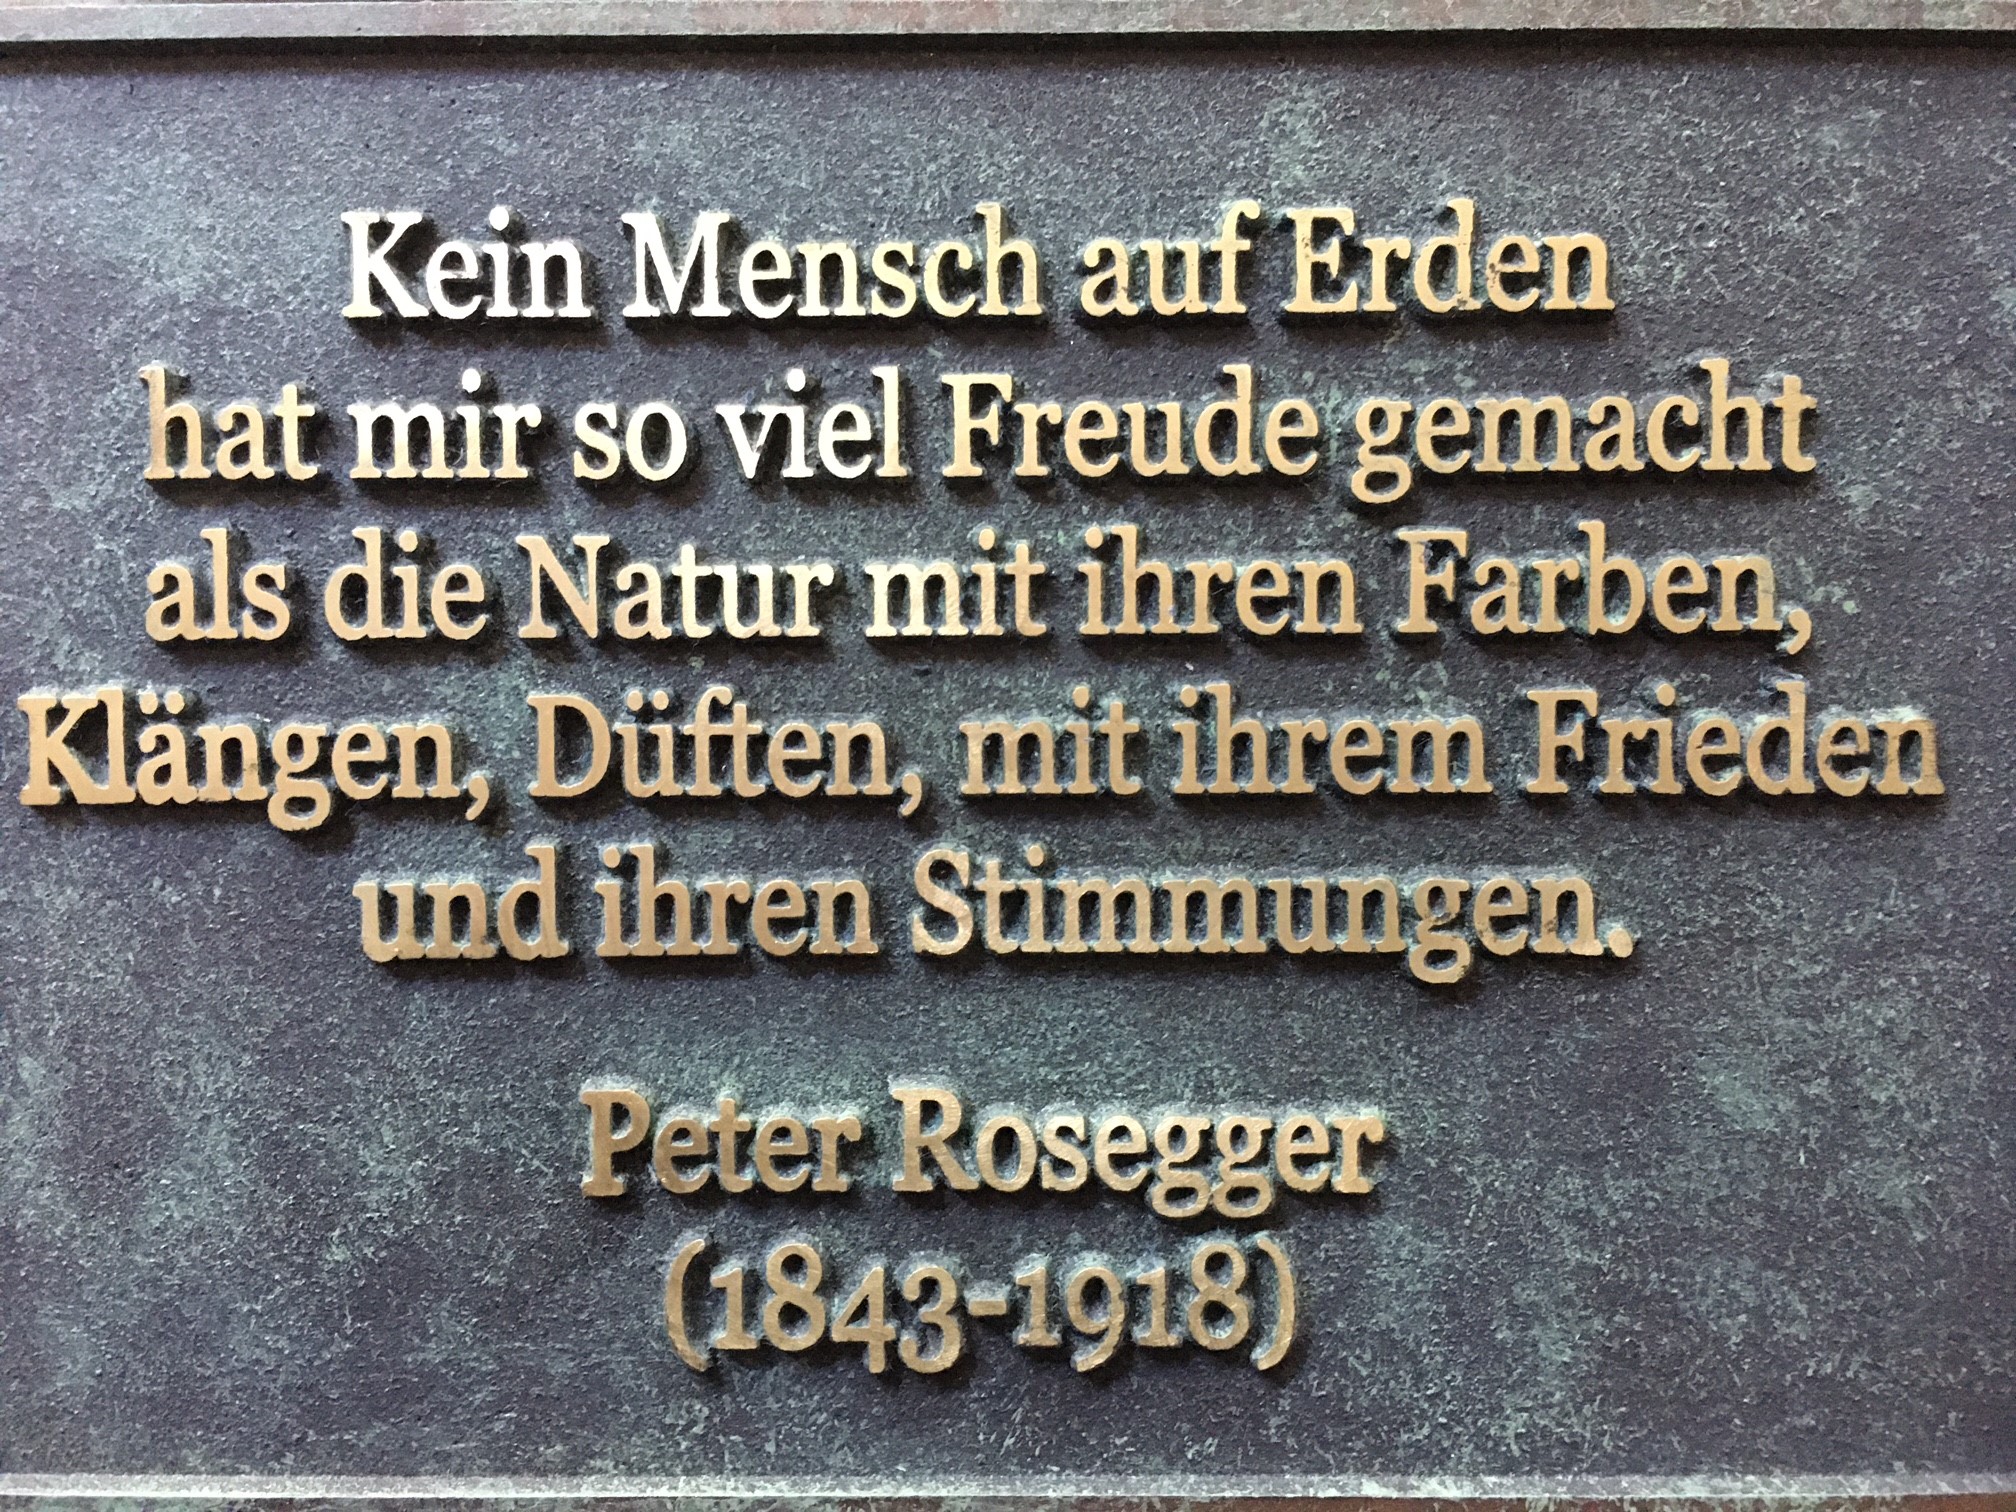 Kein Mensch auf Erden
hat mir so viel Freude gemacht
als die Natur mit ihren Farben,
Klängen, Düften, mit ihrem Frieden
und ihren Stimmungen.
Peter Rosegger
(1843-1918)